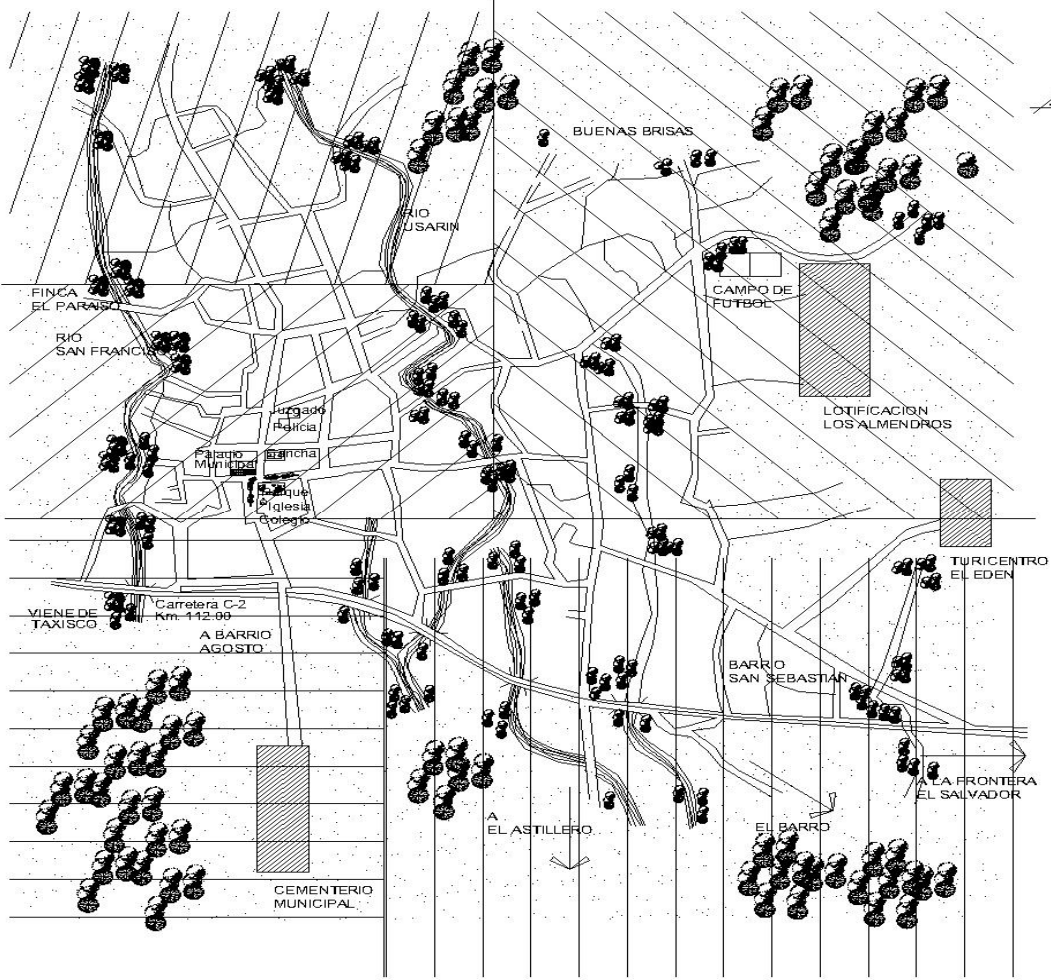 BUENAS BRISAS
RIO
USARIN
FINCA
EL PARAISO
CAMPO DE
FUTBOL
RIO
SAN FRANCISCO
LOTIFICACION
LOS ALMENDROS
Juzgado
Policia
Palacio
Municipal
Cancha
Parque
Iglesia
Colegio
TURICENTRO
EL EDEN
VIENE DE
TAXISCO
Carretera C-2
Km. 112.00
A BARRIO
AGOSTO
BARRIO
SAN SEBASTIAN
A LA FRONTERA
EL SALVADOR
A
EL ASTILLERO
EL BARRO
CEMENTERIO
MUNICIPAL